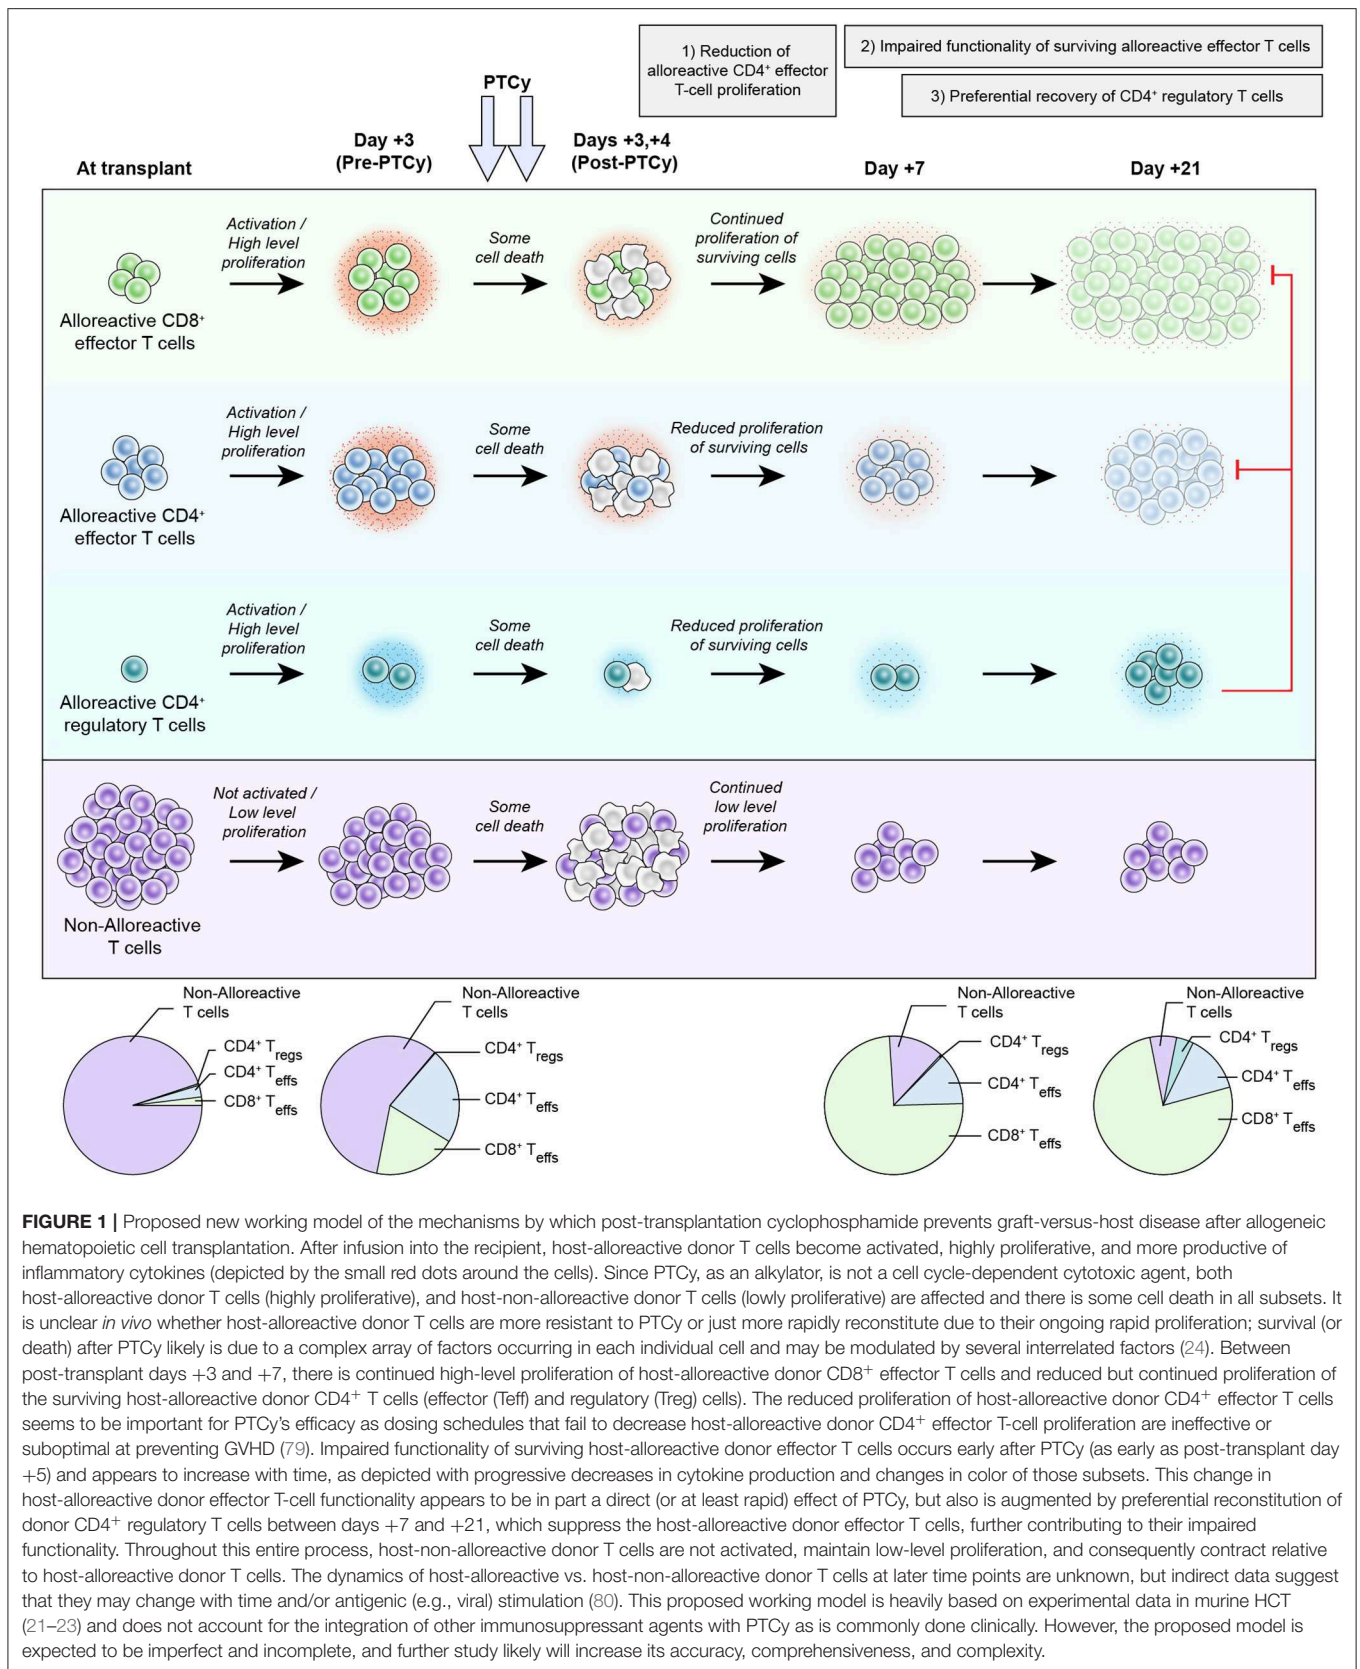 1) Reduction of
alloreactive CD4⁺ effector
T-cell proliferation
2) Impaired functionality of surviving alloreactive effector T cells
3) Preferential recovery of CD4⁺ regulatory T cells
PTCy
At transplant
Day +3
(Pre-PTCy)
Days +3,+4
(Post-PTCy)
Day +7
Day +21
Activation /
High level
proliferation
Some
cell death
Continued
proliferation of
surviving cells
Alloreactive CD8⁺
effector T cells
Activation /
High level
proliferation
Some
cell death
Reduced proliferation
of surviving cells
Alloreactive CD4⁺
effector T cells
Activation /
High level
proliferation
Some
cell death
Reduced proliferation
of surviving cells
Alloreactive CD4⁺
regulatory T cells
Not activated /
Low level
proliferation
Some
cell death
Continued
low level
proliferation
Non-Alloreactive
T cells
Non-Alloreactive
T cells
CD4⁺ Tregs
CD4⁺ Teffs
CD8⁺ Teffs
Non-Alloreactive
T cells
CD4⁺ Tregs
CD4⁺ Teffs
CD8⁺ Teffs
Non-Alloreactive
T cells
CD4⁺ Tregs
CD4⁺ Teffs
CD8⁺ Teffs
Non-Alloreactive
T cells
CD4⁺ Tregs
CD4⁺ Teffs
CD8⁺ Teffs
FIGURE 1 | Proposed new working model of the mechanisms by which post-transplantation cyclophosphamide prevents graft-versus-host disease after allogeneic
hematopoietic cell transplantation. After infusion into the recipient, host-alloreactive donor T cells become activated, highly proliferative, and more productive of
inflammatory cytokines (depicted by the small red dots around the cells). Since PTCy, as an alkylator, is not a cell cycle-dependent cytotoxic agent, both
host-alloreactive donor T cells (highly proliferative), and host-non-alloreactive donor T cells (lowly proliferative) are affected and there is some cell death in all subsets. It
is unclear in vivo whether host-alloreactive donor T cells are more resistant to PTCy or just more rapidly reconstitute due to their ongoing rapid proliferation; survival (or
death) after PTCy likely is due to a complex array of factors occurring in each individual cell and may be modulated by several interrelated factors (24). Between
post-transplant days +3 and +7, there is continued high-level proliferation of host-alloreactive donor CD8⁺ effector T cells and reduced but continued proliferation of
the surviving host-alloreactive donor CD4⁺ T cells (effector (Teff) and regulatory (Treg) cells). The reduced proliferation of host-alloreactive donor CD4⁺ effector T cells
seems to be important for PTCy's efficacy as dosing schedules that fail to decrease host-alloreactive donor CD4⁺ effector T-cell proliferation are ineffective or
suboptimal at preventing GVHD (79). Impaired functionality of surviving host-alloreactive donor effector T cells occurs early after PTCy (as early as post-transplant day
+5) and appears to increase with time, as depicted with progressive decreases in cytokine production and changes in color of those subsets. This change in
host-alloreactive donor effector T-cell functionality appears to be in part a direct (or at least rapid) effect of PTCy, but also is augmented by preferential reconstitution of
donor CD4⁺ regulatory T cells between days +7 and +21, which suppress the host-alloreactive donor effector T cells, further contributing to their impaired
functionality. Throughout this entire process, host-non-alloreactive donor T cells are not activated, maintain low-level proliferation, and consequently contract relative
to host-alloreactive donor T cells. The dynamics of host-alloreactive vs. host-non-alloreactive donor T cells at later time points are unknown, but indirect data suggest
that they may change with time and/or antigenic (e.g., viral) stimulation (80). This proposed working model is heavily based on experimental data in murine HCT
(21–23) and does not account for the integration of other immunosuppressant agents with PTCy as is commonly done clinically. However, the proposed model is
expected to be imperfect and incomplete, and further study likely will increase its accuracy, comprehensiveness, and complexity.